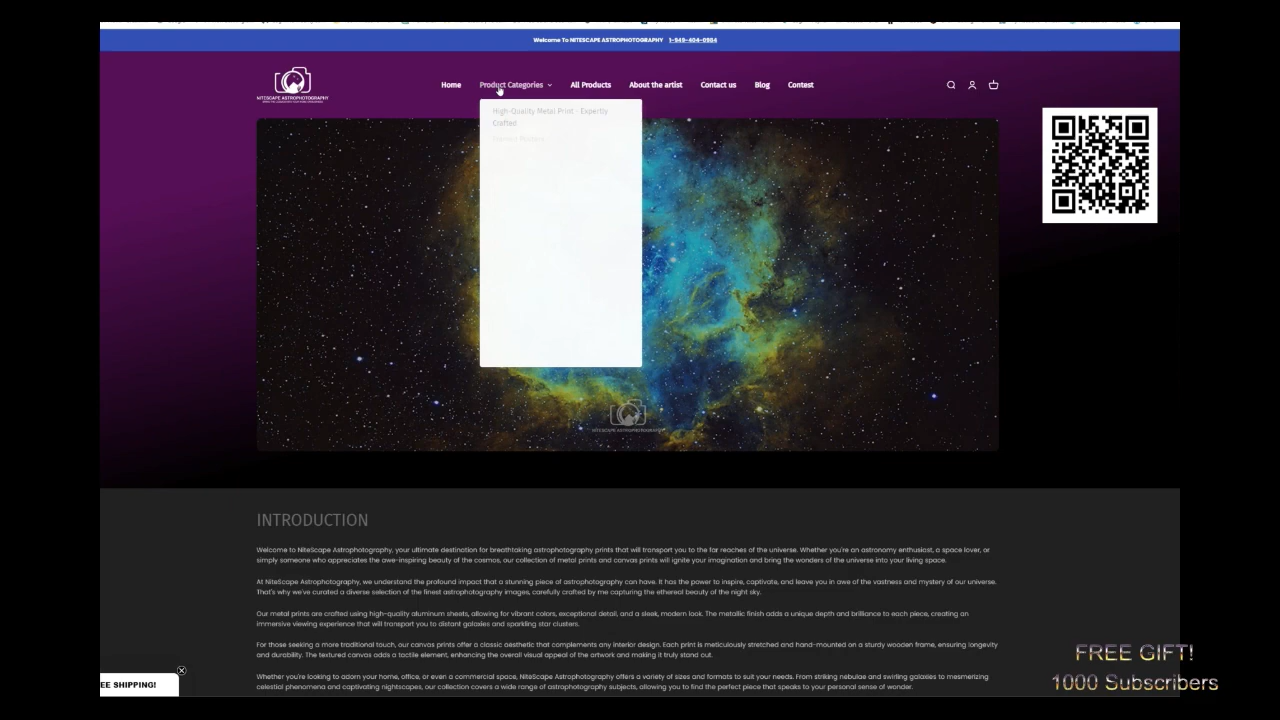 Welcome To NITESCAPE ASTROPHOTOGRAPHY 1-949-404-0904
NITESCAPE ASTROPHOTOGRAPHY
Home Product Categories All Products About the artist Contact us Blog Contest
High-Quality Metal Print - Expertly
Crafted
NITESCAPE ASTROPHOTOGRAPHY
INTRODUCTION
Welcome to NiteScape Astrophotography, your ultimate destination for breathtaking astrophotography prints that will transport you to the far reaches of the universe. Whether you're an astronomy enthusiast, a space lover, or
simply someone who appreciates the awe-inspiring beauty of the cosmos, our collection of metal prints and canvas prints will ignite your imagination and bring the wonders of the universe into your living space.
At NiteScape Astrophotography, we understand the profound impact that a stunning piece of astrophotography can have. It has the power to inspire, captivate, and leave you in awe of the vastness and mystery of our universe.
That's why we've curated a diverse selection of the finest astrophotography images, carefully crafted by me capturing the ethereal beauty of the night sky.
Our metal prints are crafted using high-quality aluminum sheets, allowing for vibrant colors, exceptional detail, and a sleek, modern look. The metallic finish adds a unique depth and brilliance to each piece, creating an
immersive viewing experience that will transport you to distant galaxies and sparkling star clusters.
For those seeking a more traditional touch, our canvas prints offer a classic aesthetic that complements any interior design. Each print is meticulously stretched and hand-mounted on a sturdy wooden frame, ensuring longevity
and durability. The textured canvas adds a tactile element, enhancing the overall visual appeal of the artwork and making it truly stand out.
Whether you're looking to adorn your home, office, or even a commercial space, NiteScape Astrophotography offers a variety of sizes and formats to suit your needs. From striking nebulae and swirling galaxies to mesmerizing
celestial phenomena and captivating nightscapes, our collection covers a wide range of astrophotography subjects, allowing you to find the perfect piece that speaks to your personal sense of wonder.
EE SHIPPING!
FREE GIFT!
1000 Subscribers